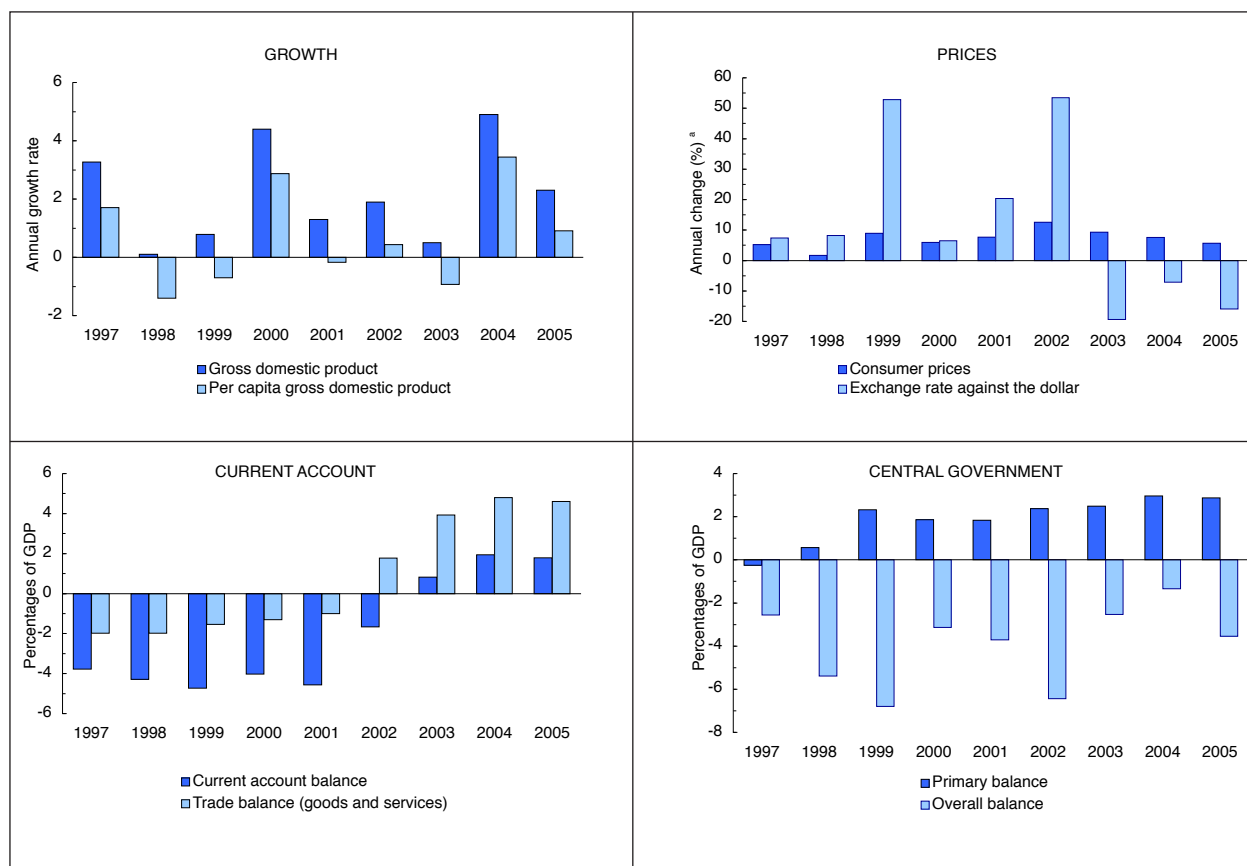 GROWTH
Annual growth rate
6
4
2
0
-2
1997 1998 1999 2000 2001 2002 2003 2004 2005
Gross domestic product
Per capita gross domestic product
PRICES
Annual change (%) a
60
50
40
30
20
10
0
-10
-20
1997 1998 1999 2000 2001 2002 2003 2004 2005
Consumer prices
Exchange rate against the dollar
CURRENT ACCOUNT
Percentages of GDP
6
4
2
0
-2
-4
-6
1997 1998 1999 2000 2001 2002 2003 2004 2005
Current account balance
Trade balance (goods and services)
CENTRAL GOVERNMENT
Percentages of GDP
4
2
0
-2
-4
-6
-8
1997 1998 1999 2000 2001 2002 2003 2004 2005
Primary balance
Overall balance